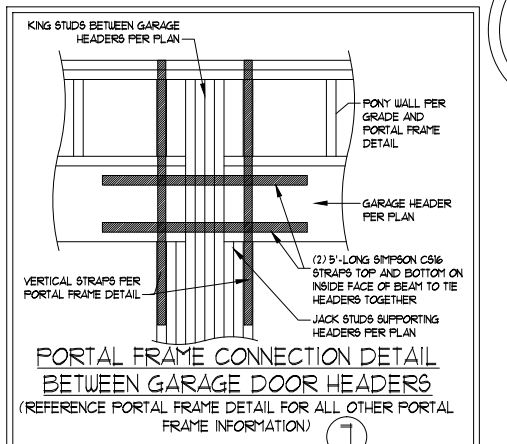 KING STUDS BETWEEN GARAGE
HEADERS PER PLAN
PONY WALL PER
GRADE AND
PORTAL FRAME
DETAIL
GARAGE HEADER
PER PLAN
(2) 5'-LONG SIMPSON CS16
STRAPS TOP AND BOTTOM ON
INSIDE FACE OF BEAM TO TIE
HEADERS TOGETHER
VERTICAL STRAPS PER
PORTAL FRAME DETAIL
JACK STUDS SUPPORTING
HEADERS PER PLAN
PORTAL FRAME CONNECTION DETAIL
BETWEEN GARAGE DOOR HEADERS
(REFERENCE PORTAL FRAME DETAIL FOR ALL OTHER PORTAL
FRAME INFORMATION)